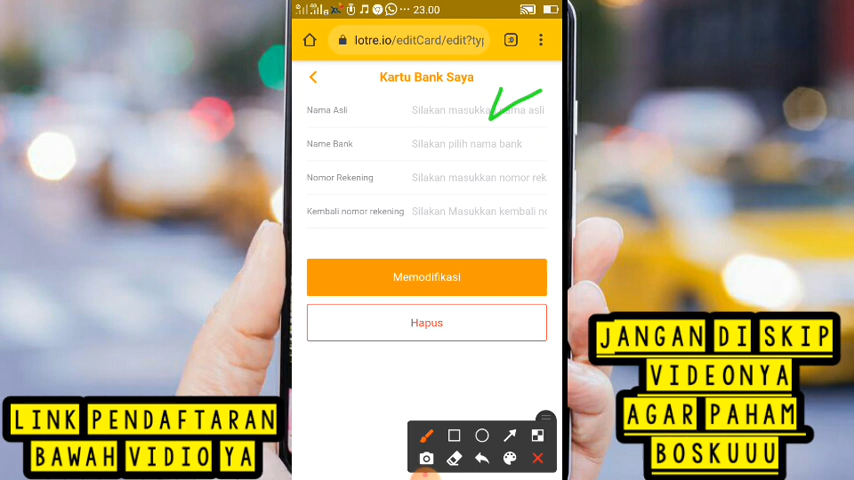 23.00
lotre.io/editCard/edit?typ
Kartu Bank Saya
Nama Asli Silakan masukkan nama asli
Name Bank Silakan pilih nama bank
Nomor Rekening Silakan masukkan nomor rek
Kembali nomor rekening Silakan Masukkan kembali no
Memodifikasi
Hapus
LINK PENDAFTARAN
BAWAH VIDIO YA
JANGAN DI SKIP
VIDEONYA
AGAR PAHAM
BOSKUUU